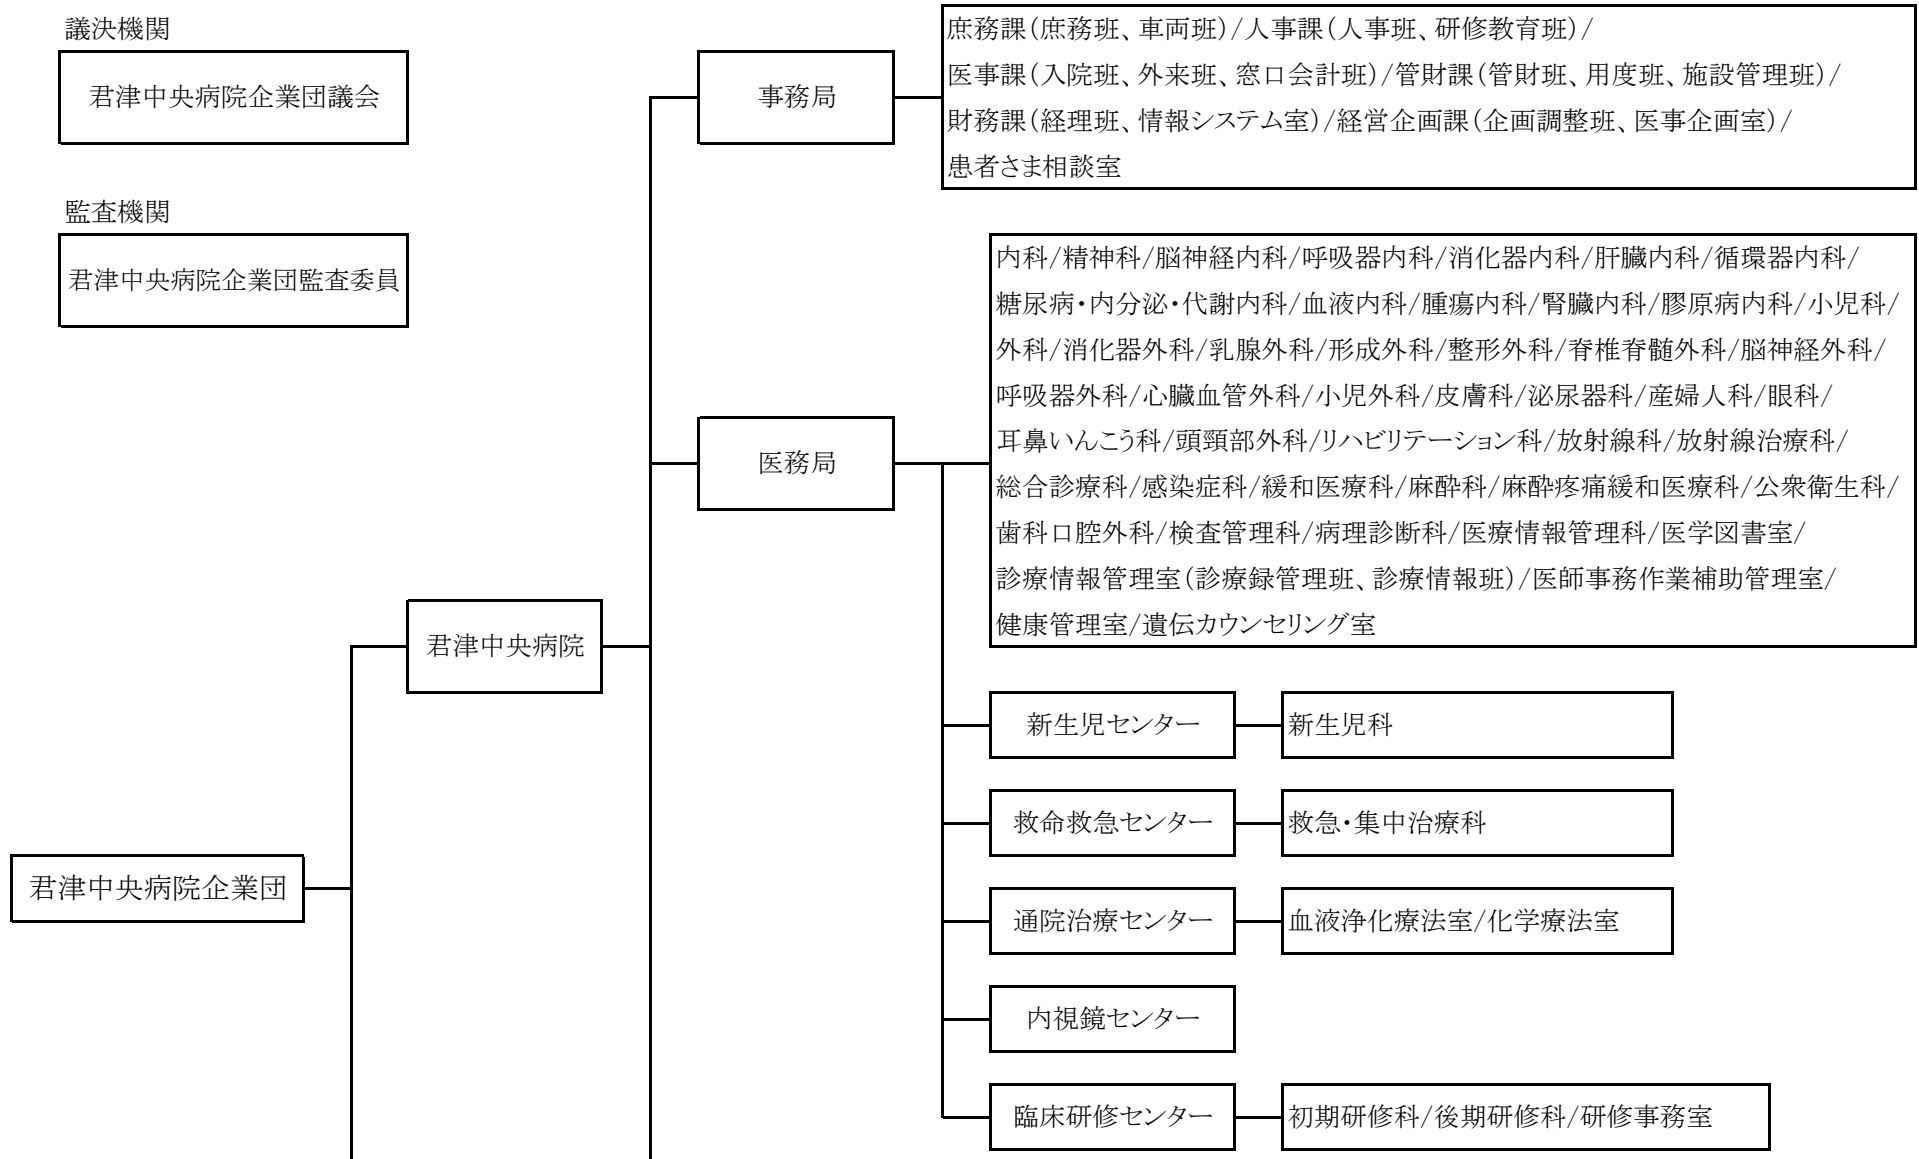 議決機関
君津中央病院企業団議会
監査機関
君津中央病院企業団監査委員
君津中央病院企業団
君津中央病院
事務局
庶務課(庶務班、車両班)/人事課(人事班、研修教育班)/
医事課(入院班、外来班、窓口会計班)/管財課(管財班、用度班、施設管理班)/
財務課(経理班、情報システム室)/経営企画課(企画調整班、医事企画室)/
患者さま相談室
医務局
内科/精神科/脳神経内科/呼吸器内科/消化器内科/肝臓内科/循環器内科/
糖尿病・内分泌・代謝内科/血液内科/腫瘍内科/腎臓内科/膠原病内科/小児科/
外科/消化器外科/乳腺外科/形成外科/整形外科/脊椎脊髄外科/脳神経外科/
呼吸器外科/心臓血管外科/小児外科/皮膚科/泌尿器科/産婦人科/眼科/
耳鼻いんこう科/頭頸部外科/リハビリテーション科/放射線科/放射線治療科/
総合診療科/感染症科/緩和医療科/麻酔科/麻酔疼痛緩和医療科/公衆衛生科/
歯科口腔外科/検査管理科/病理診断科/医療情報管理科/医学図書室/
診療情報管理室(診療録管理班、診療情報班)/医師事務作業補助管理室/
健康管理室/遺伝カウンセリング室
新生児センター
新生児科
救命救急センター
救急・集中治療科
通院治療センター
血液浄化療法室/化学療法室
内視鏡センター
臨床研修センター
初期研修科/後期研修科/研修事務室